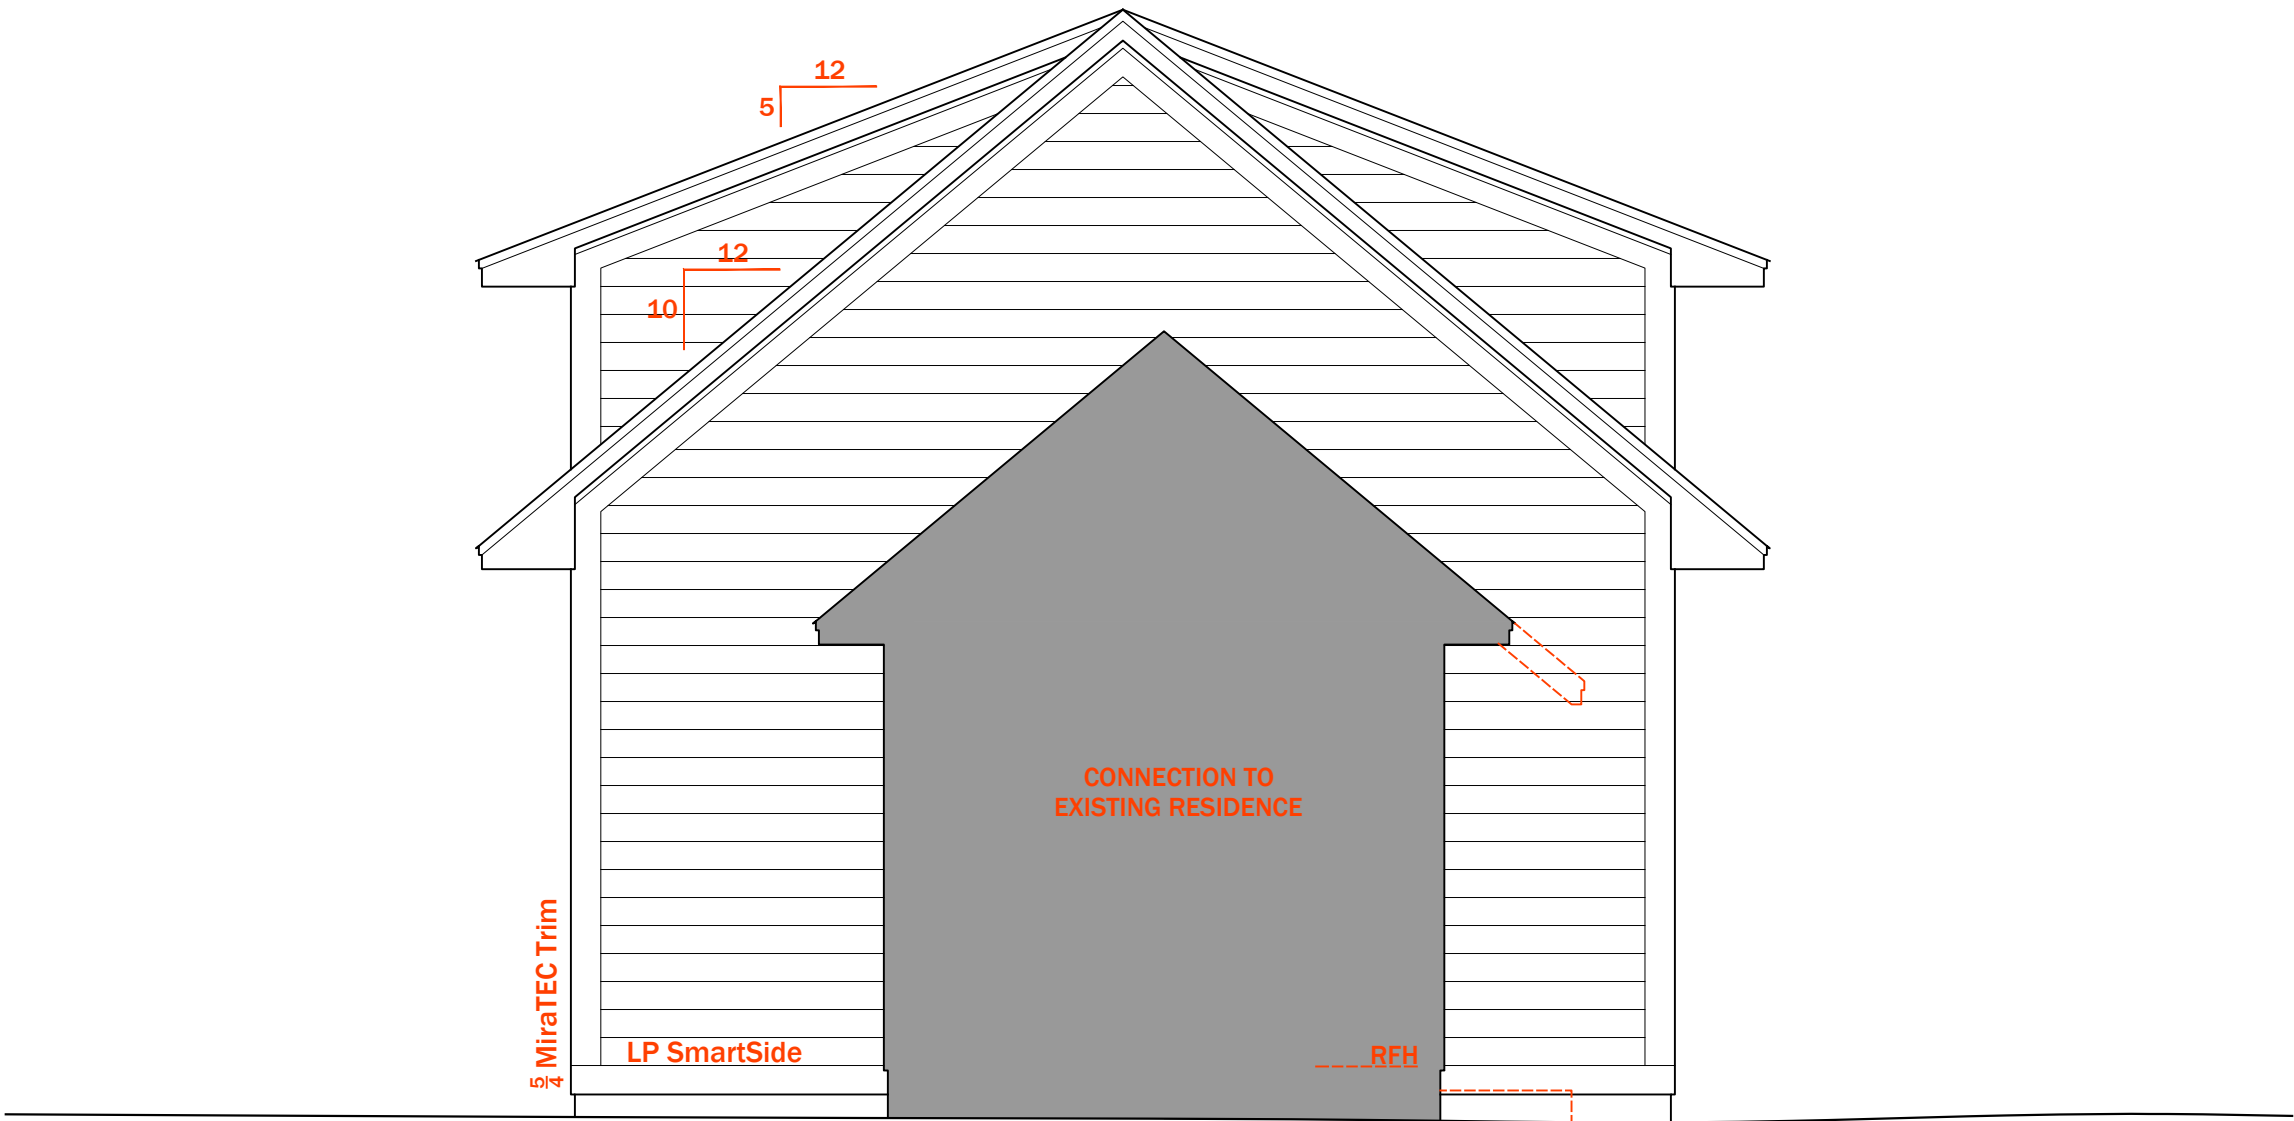 12
5
12
10
CONNECTION TO
EXISTING RESIDENCE
5/4 MiraTEC Trim
LP SmartSide
RFH